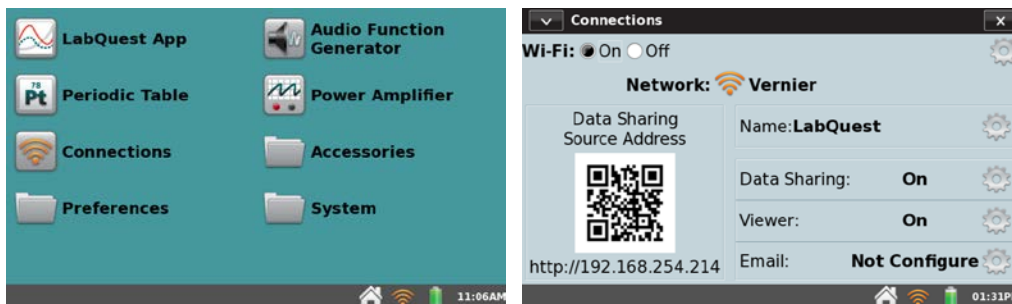 LabQuest App
Audio Function
Generator
78
Pt
Periodic Table
Power Amplifier
Connections
Accessories
Preferences
System
11:06AM
Connections
x
Wi-Fi: On Off
Network: Vernier
Data Sharing
Source Address
http://192.168.254.214
Name:LabQuest
Data Sharing: On
Viewer: On
Email: Not Configure
01:31P